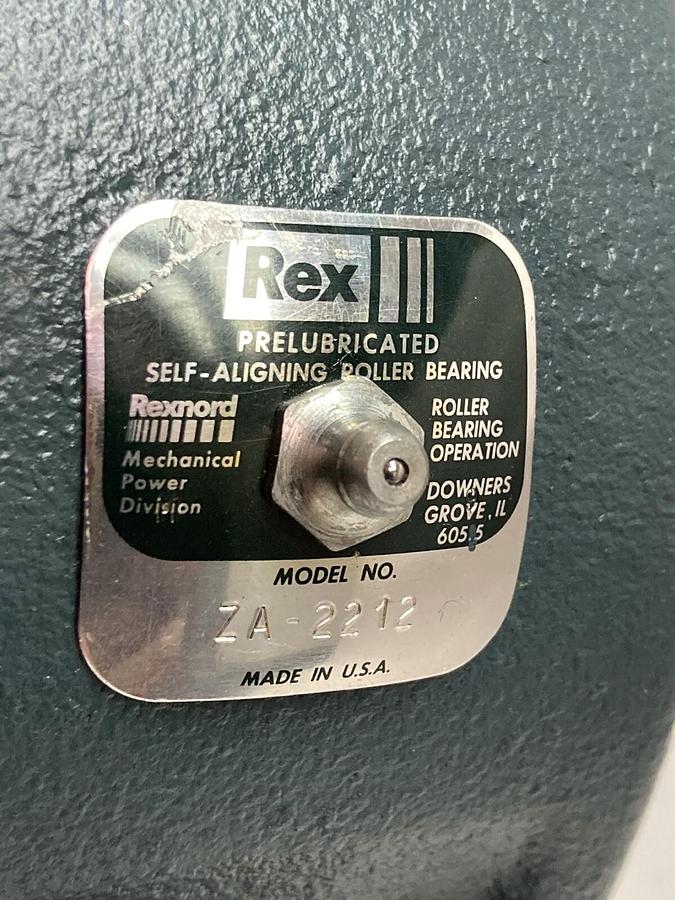 Rex
PRELUBRICATED
SELF-ALIGNING ROLLER BEARING
Rexnord
Mechanical
Power
Division
ROLLER
BEARING
OPERATION
DOWNERS
GROVE, IL
MODEL NO.
ZA-2212
MADE IN U.S.A.